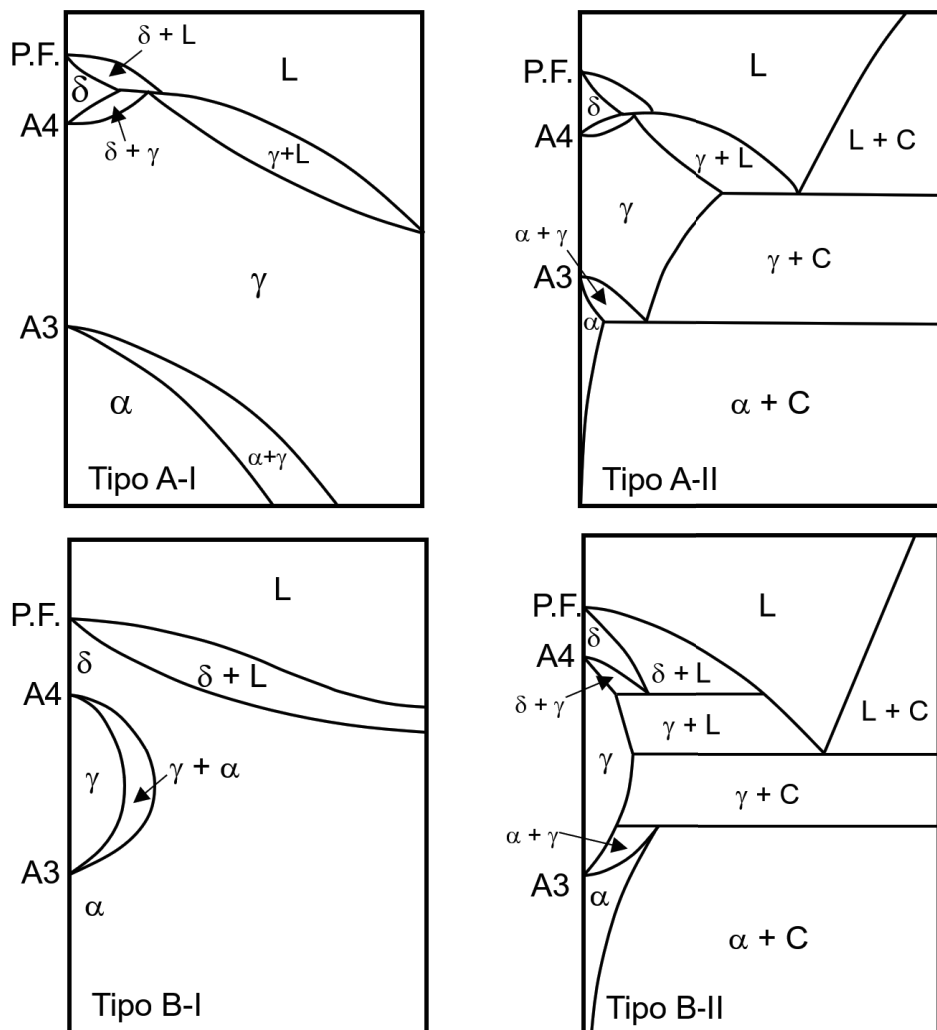 P.F.
δ + L
L
δ
A4
δ + γ
γ+L
γ
A3
α
α+γ
Tipo A-I
P.F.
L
δ
A4
L + C
γ + L
γ
α + γ
γ + C
A3
α
α + C
Tipo A-II
L
P.F.
δ
δ + L
A4
γ
γ + α
A3
α
Tipo B-I
P.F.
L
δ
A4
δ + L
δ + γ
L + C
γ + L
γ
γ + C
α + γ
A3
α
α + C
Tipo B-II